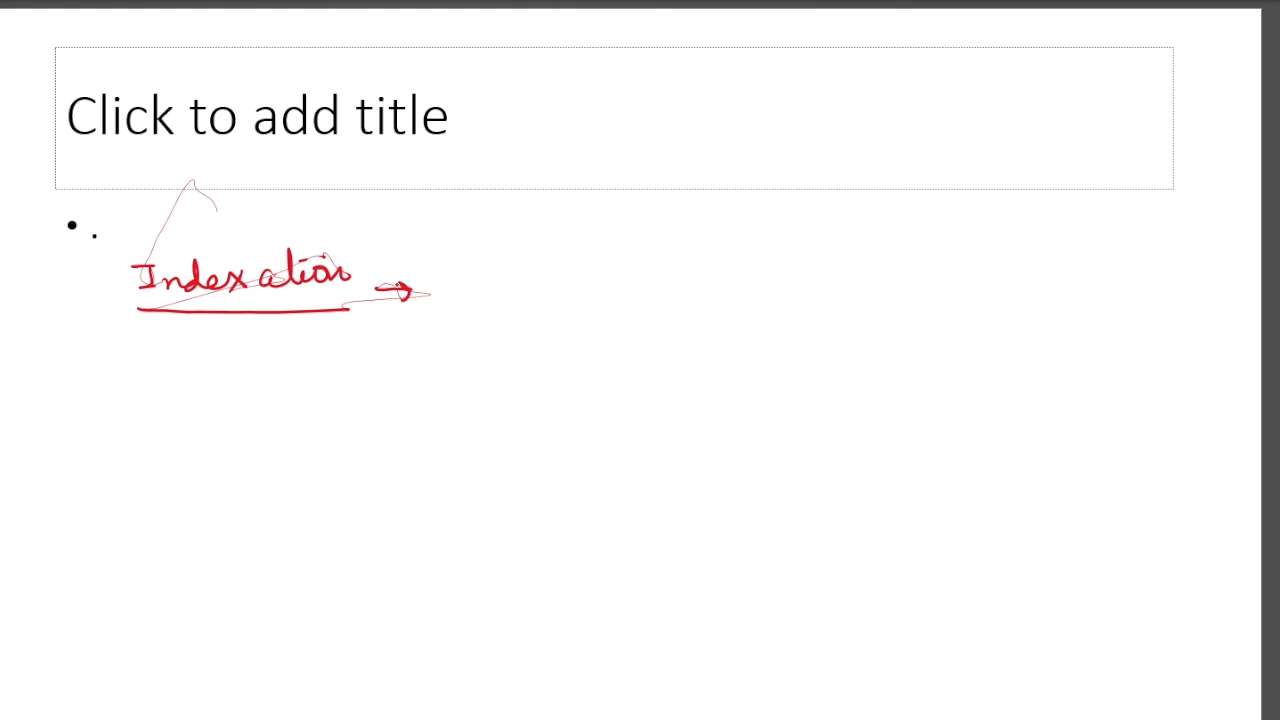 Click to add title
• .
Indexation →